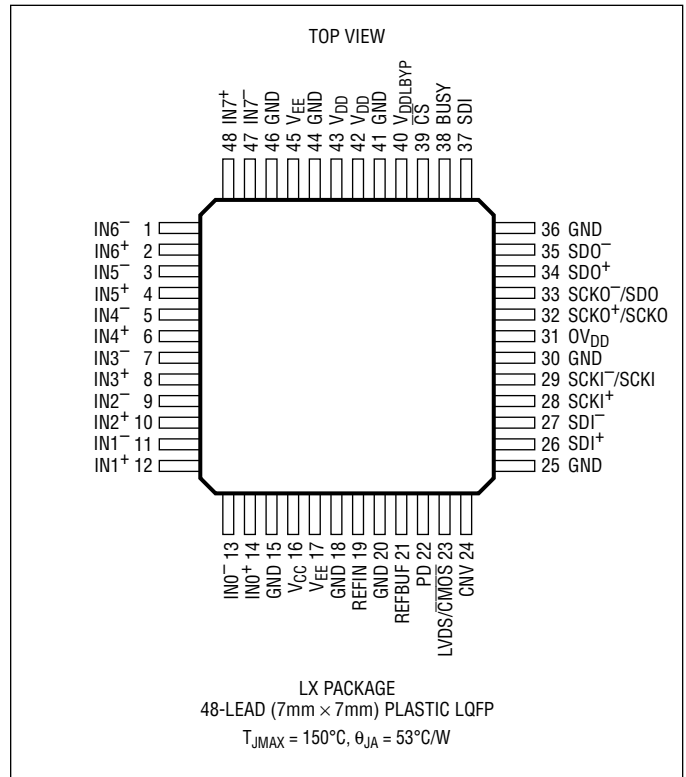 TOP VIEW
48 IN7⁺
47 IN7⁻
46 GND
45 VEE
44 GND
43 VDD
42 VDD
41 GND
40 VDDLBYP
39 C̅S̅
38 BUSY
37 SDI
IN6⁻ 1
IN6⁺ 2
IN5⁻ 3
IN5⁺ 4
IN4⁻ 5
IN4⁺ 6
IN3⁻ 7
IN3⁺ 8
IN2⁻ 9
IN2⁺ 10
IN1⁻ 11
IN1⁺ 12
36 GND
35 SDO⁻
34 SDO⁺
33 SCKO⁻/SDO
32 SCKO⁺/SCKO
31 OVDD
30 GND
29 SCKI⁻/SCKI
28 SCKI⁺
27 SDI⁻
26 SDI⁺
25 GND
IN0⁻ 13
IN0⁺ 14
GND 15
VCC 16
VEE 17
GND 18
REFIN 19
GND 20
REFBUF 21
PD 22
LVDS/C̅M̅O̅S̅ 23
CNV 24
LX PACKAGE
48-LEAD (7mm × 7mm) PLASTIC LQFP
TJMAX = 150°C, θJA = 53°C/W